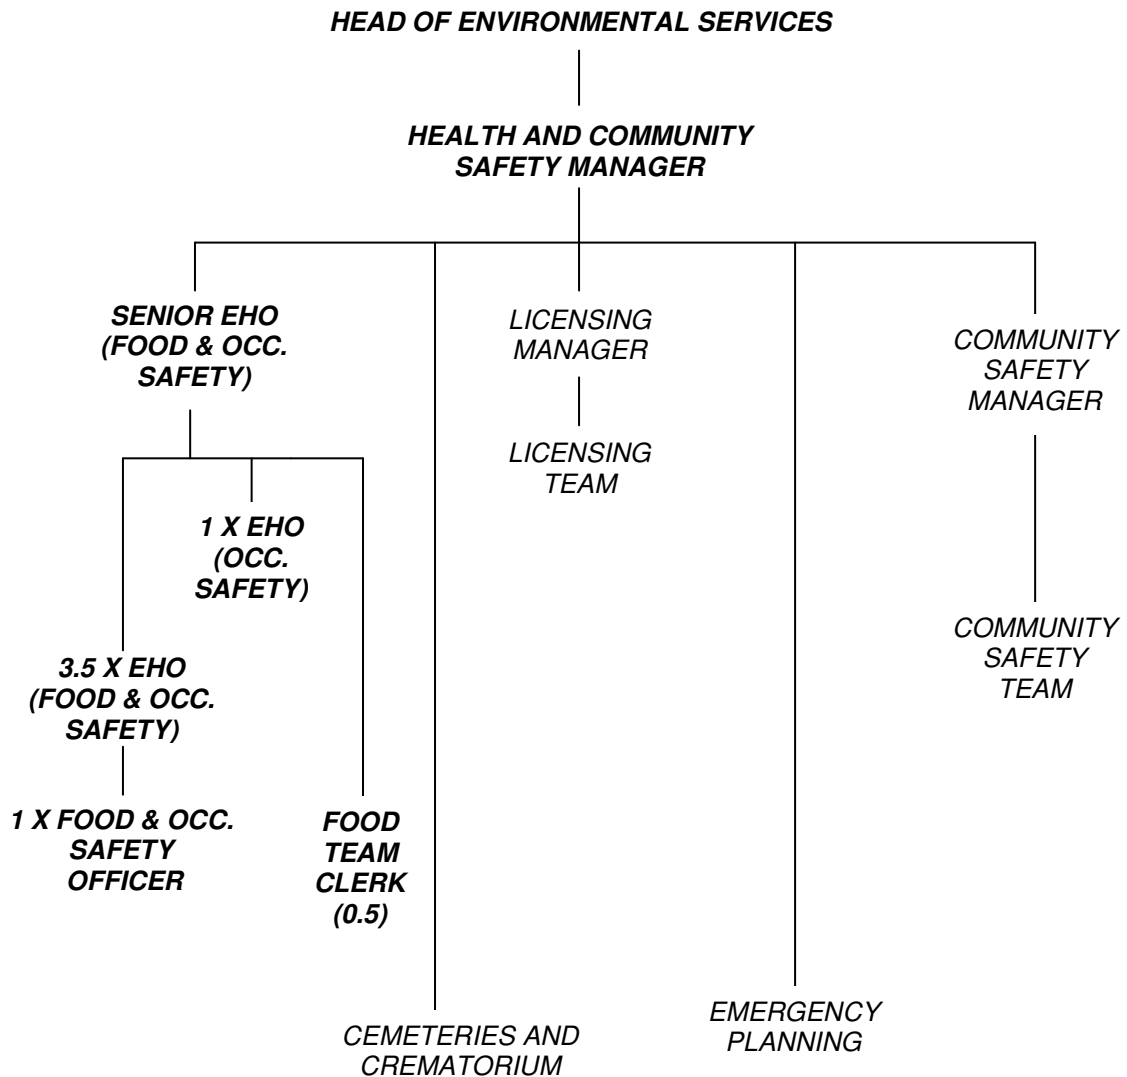 HEAD OF ENVIRONMENTAL SERVICES
HEALTH AND COMMUNITY
SAFETY MANAGER
SENIOR EHO
(FOOD & OCC.
SAFETY)
LICENSING
MANAGER
COMMUNITY
SAFETY
MANAGER
LICENSING
TEAM
1 X EHO
(OCC.
SAFETY)
COMMUNITY
SAFETY
TEAM
3.5 X EHO
(FOOD & OCC.
SAFETY)
1 X FOOD & OCC.
SAFETY
OFFICER
FOOD
TEAM
CLERK
(0.5)
CEMETERIES AND
CREMATORIUM
EMERGENCY
PLANNING